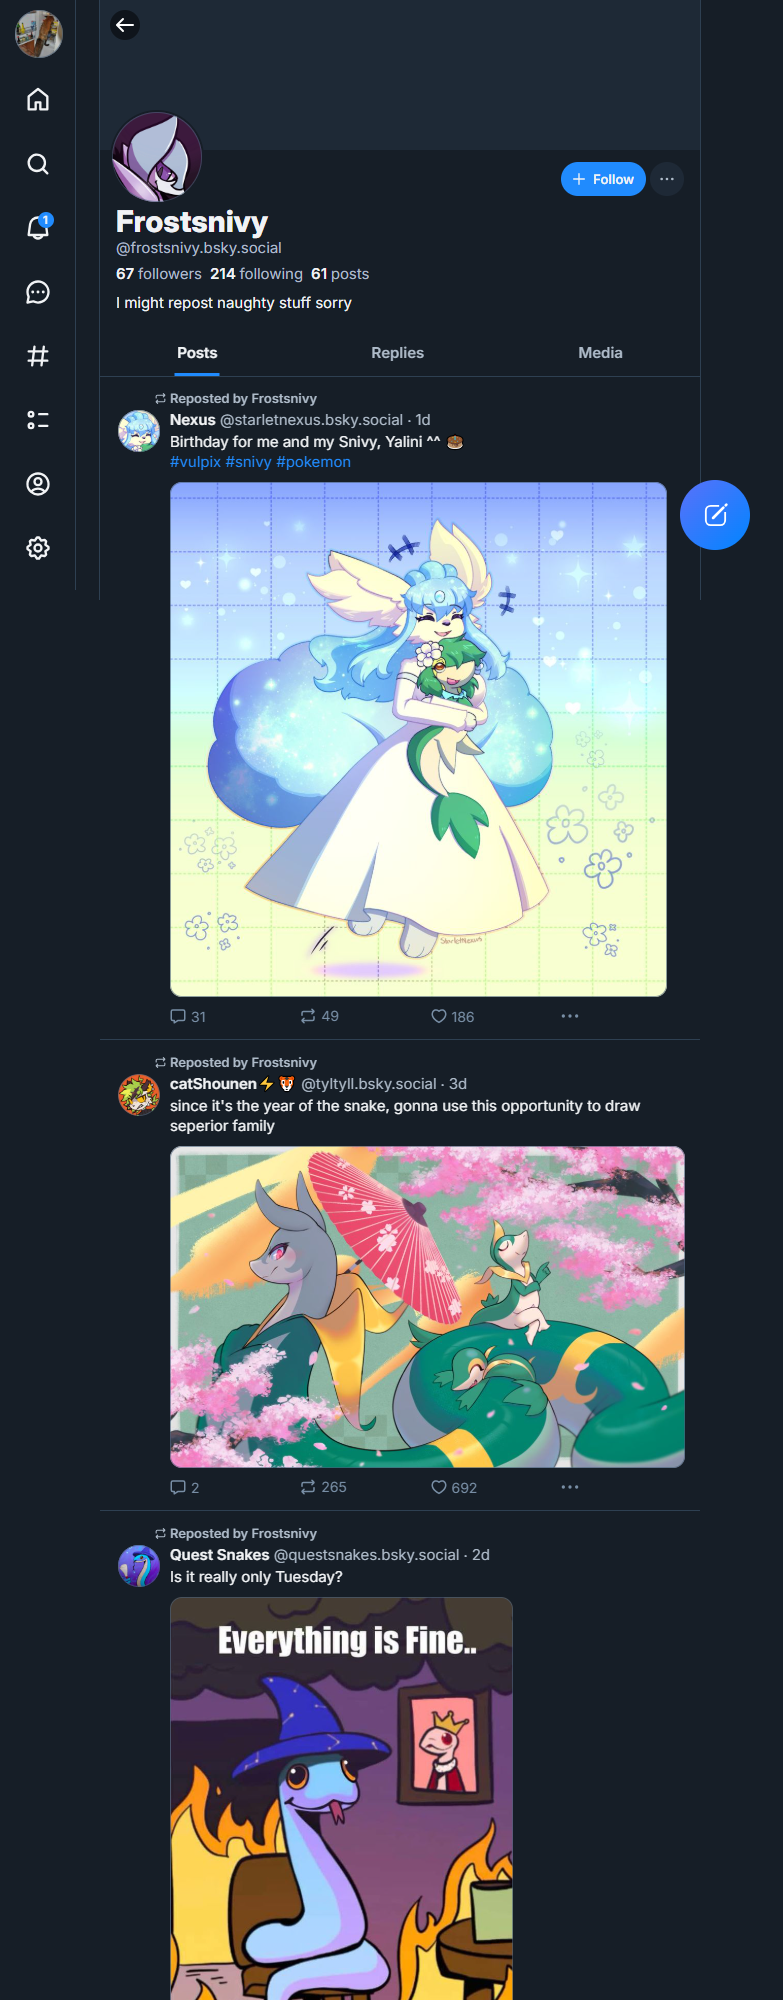 1
+ Follow
Frostsnivy
@frostsnivy.bsky.social
67 followers 214 following 61 posts
I might repost naughty stuff sorry
Posts Replies Media
Reposted by Frostsnivy
Nexus @starletnexus.bsky.social · 1d
Birthday for me and my Snivy, Yalini ^^ 🎂
#vulpix #snivy #pokemon
StarletNexus
31 49 186
Reposted by Frostsnivy
catShounen⚡🐯 @tyltyll.bsky.social · 3d
since it's the year of the snake, gonna use this opportunity to draw
seperior family
2 265 692
Reposted by Frostsnivy
Quest Snakes @questsnakes.bsky.social · 2d
Is it really only Tuesday?
Everything is Fine..